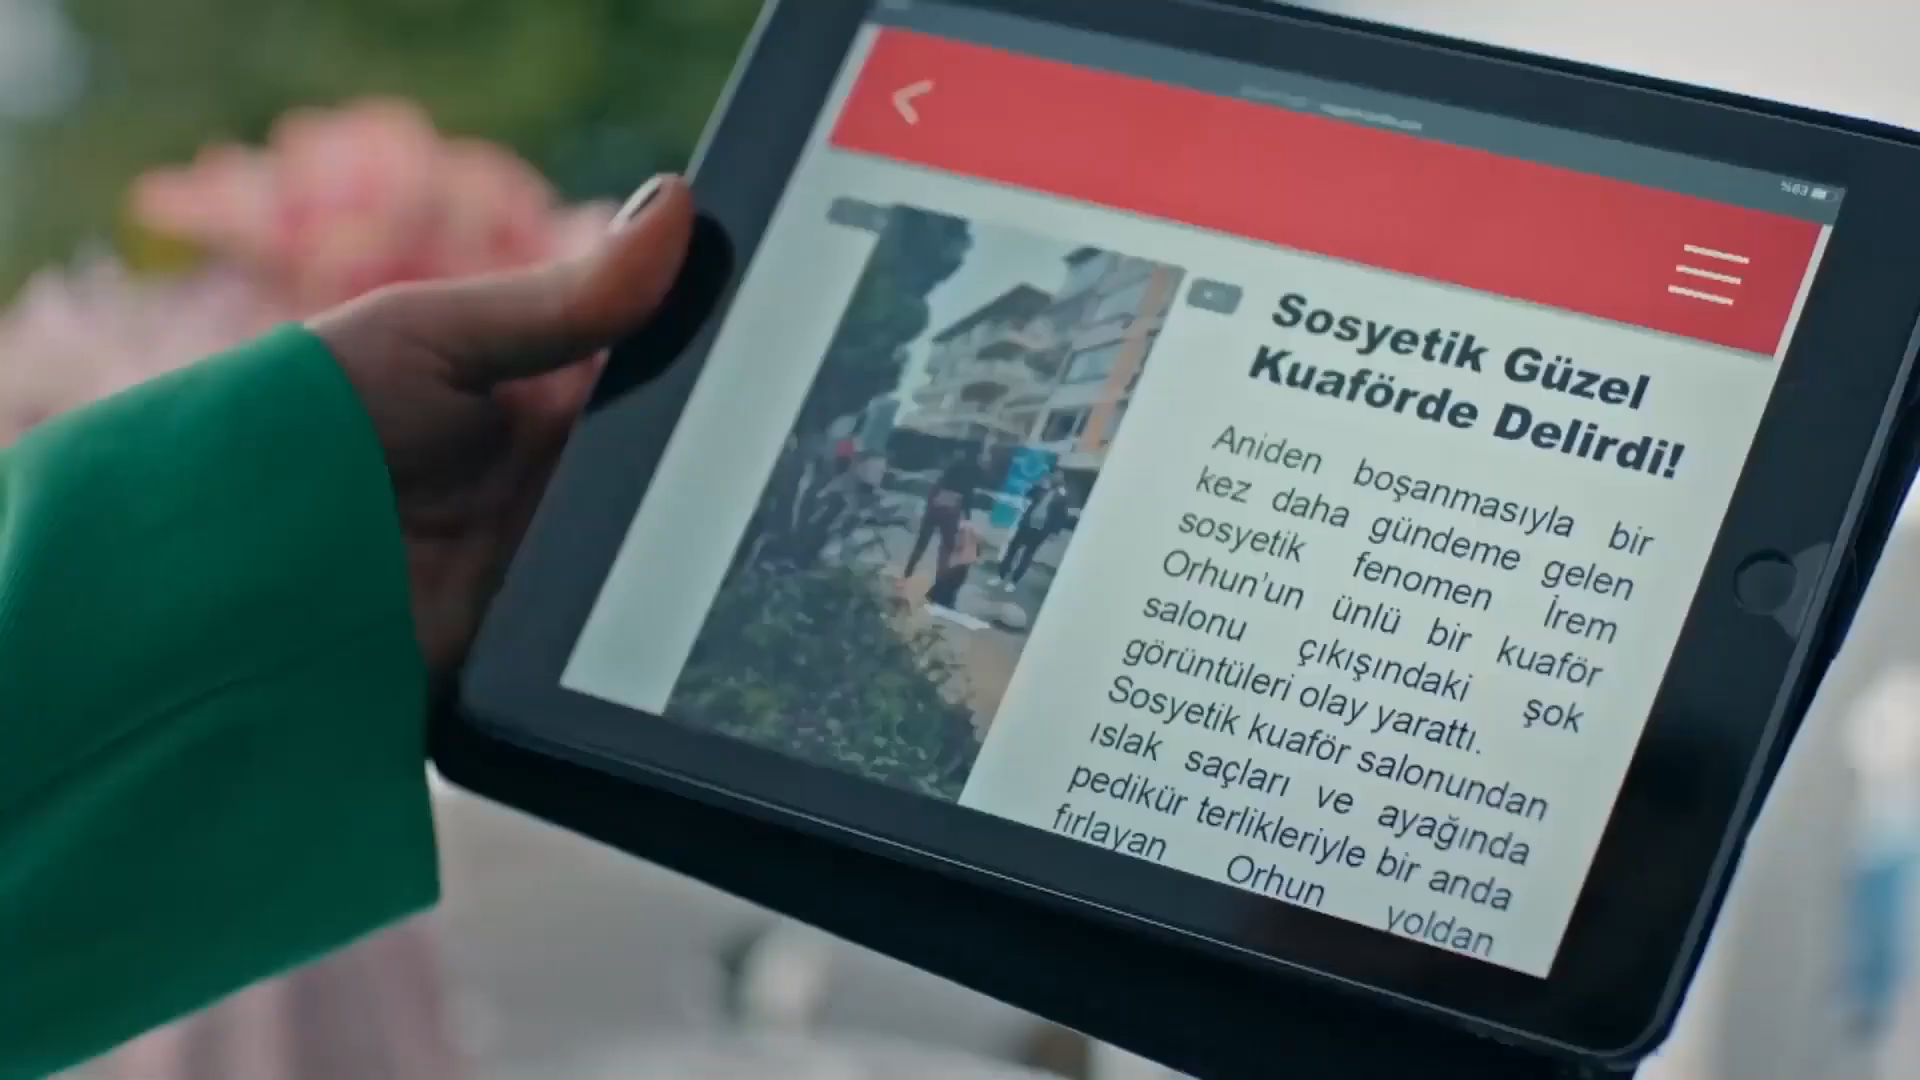 %63
Sosyetik Güzel
Kuaförde Delirdi!
Aniden boşanmasıyla bir
kez daha gündeme gelen
sosyetik fenomen İrem
Orhun'un ünlü bir kuaför
salonu çıkışındaki şok
görüntüleri olay yarattı.
Sosyetik kuaför salonundan
ıslak saçları ve ayağında
pedikür terlikleriyle bir anda
fırlayan Orhun yoldan